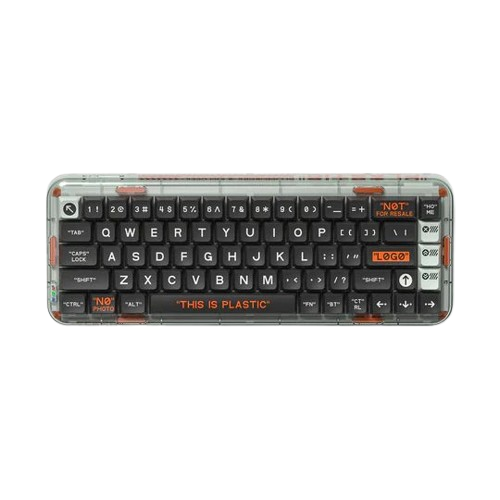 1! 2@ 3# 4$ 5% 6^ 7& 8* 9( 0) -_ =+ "NØT" FOR RESALE "HO" ME
"TAB" Q W E R T Y U I O P [{ ]} \|
"CAPS" LOCK A S D F G H J K L "LOGO"
"SHIFT" Z X C V B N M "SHIFT"
"CTRL" "NO" PHOTO "ALT" "THIS IS PLASTIC" "FN" "BT" "CT" RL